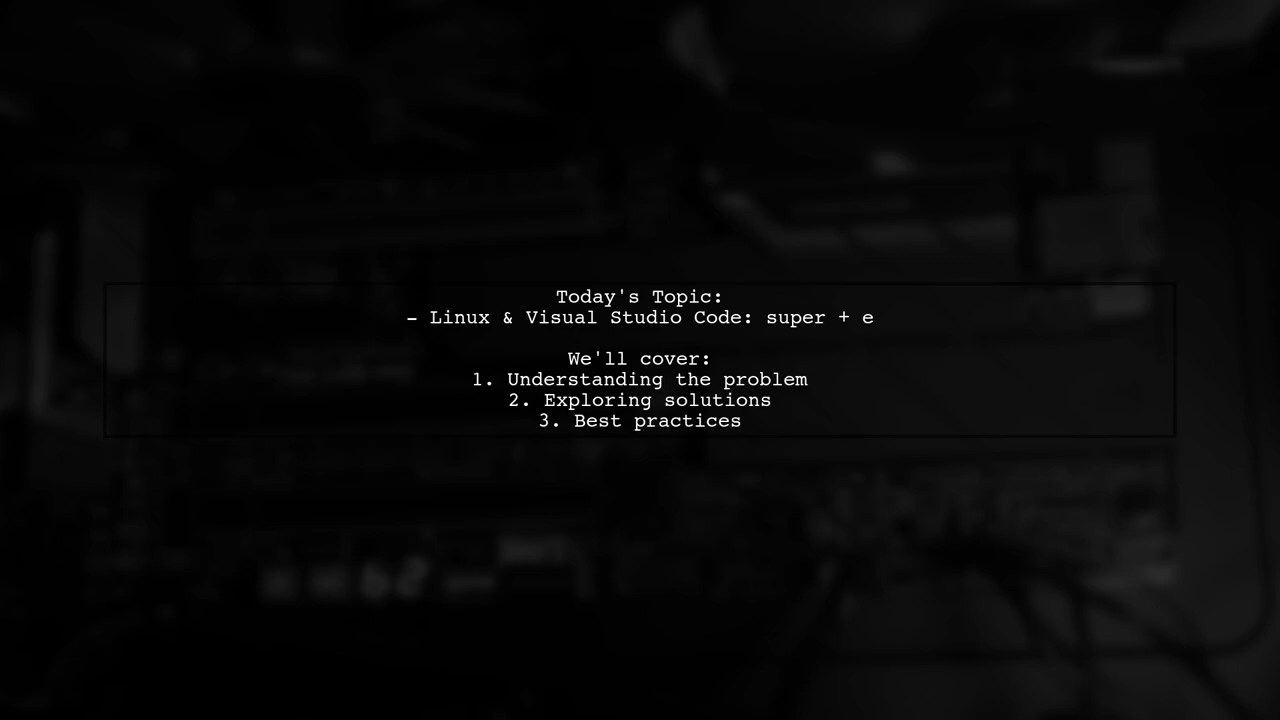 Today's Topic:
- Linux & Visual Studio Code: super + e
We'll cover:
1. Understanding the problem
2. Exploring solutions
3. Best practices